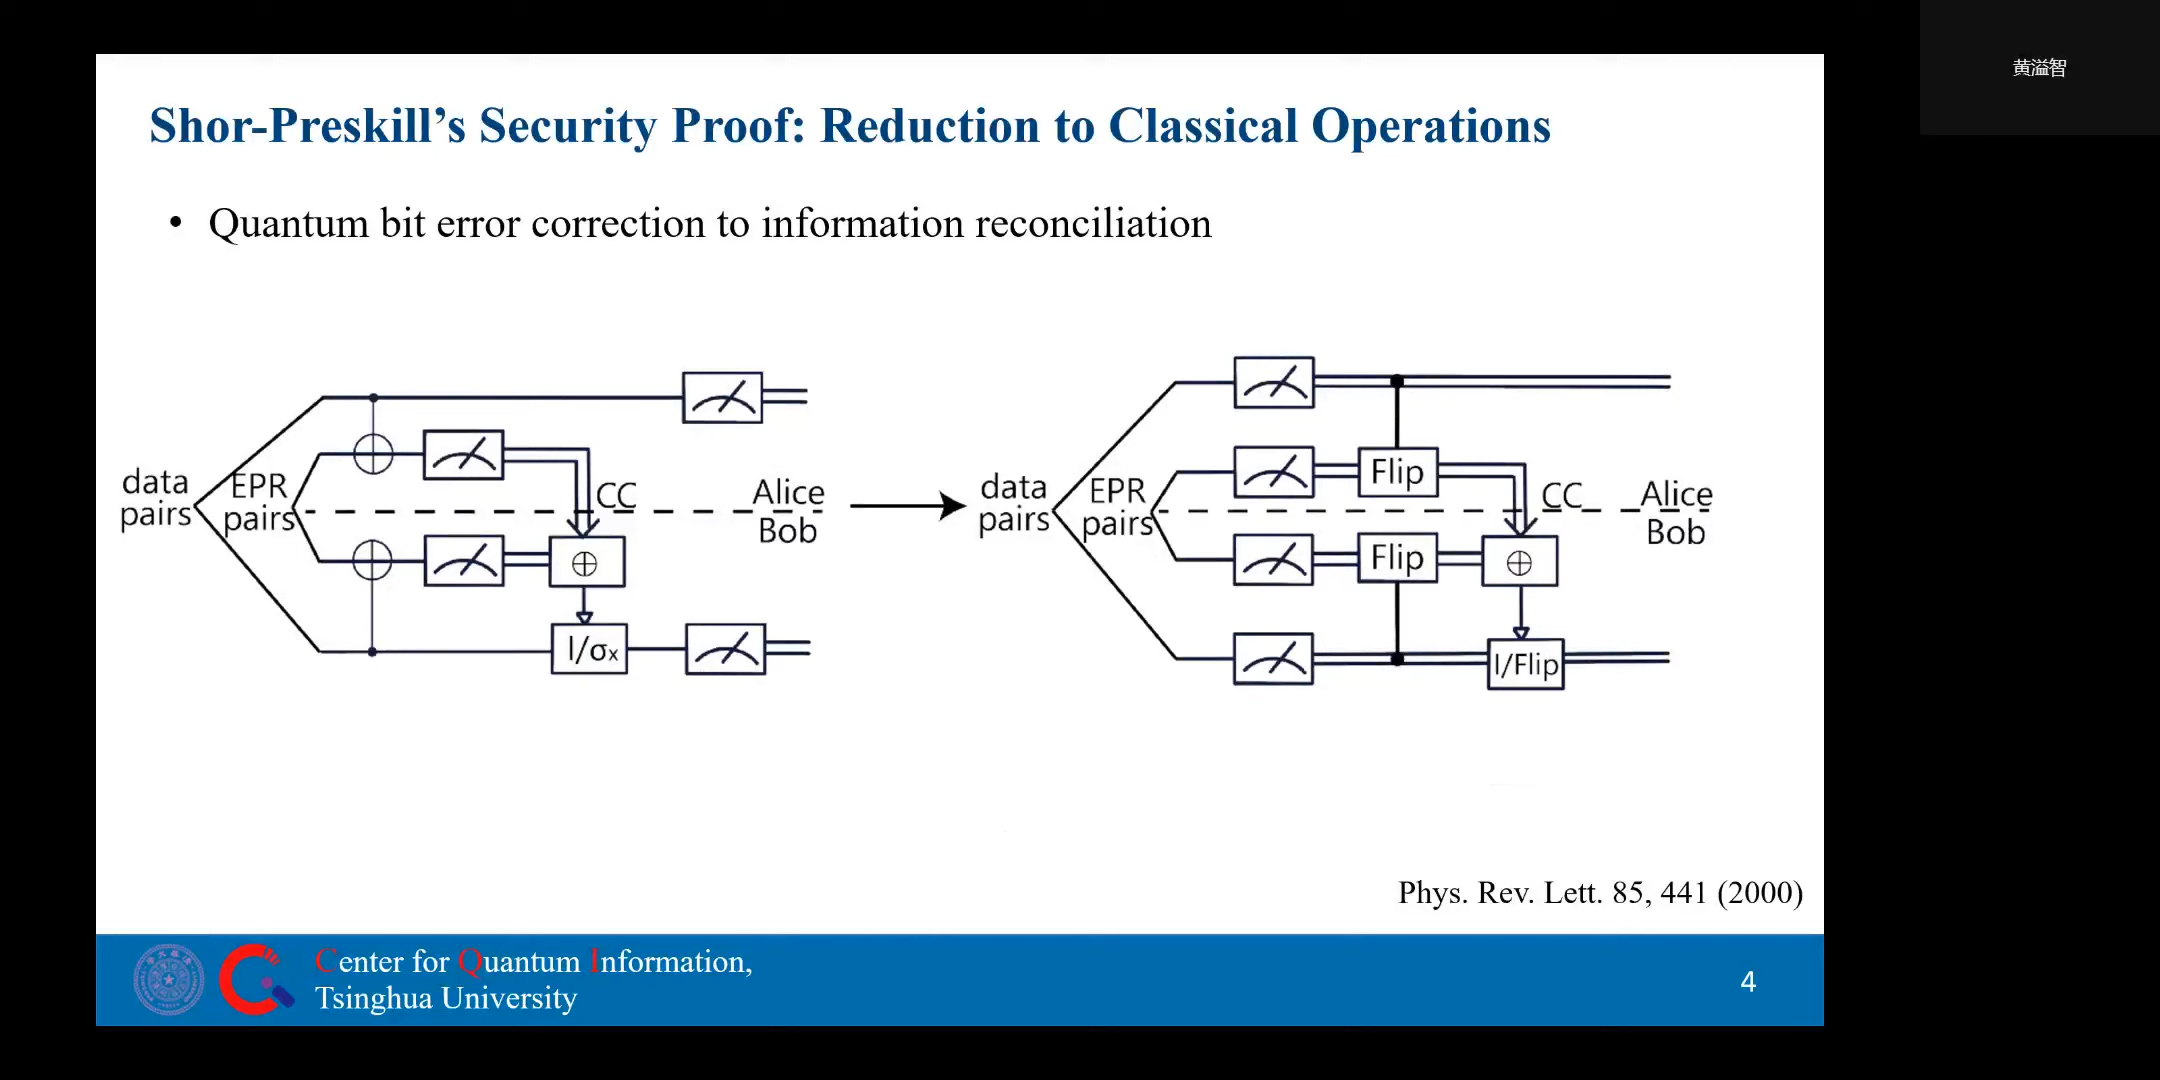 黄溢智
Shor-Preskill’s Security Proof: Reduction to Classical Operations
• Quantum bit error correction to information reconciliation
data
pairs
EPR
pairs
CC
Alice
Bob
⊕
I/σx
data
pairs
EPR
pairs
Flip
Flip
CC
Alice
Bob
⊕
I/Flip
Phys. Rev. Lett. 85, 441 (2000)
Center for Quantum Information,
Tsinghua University
4